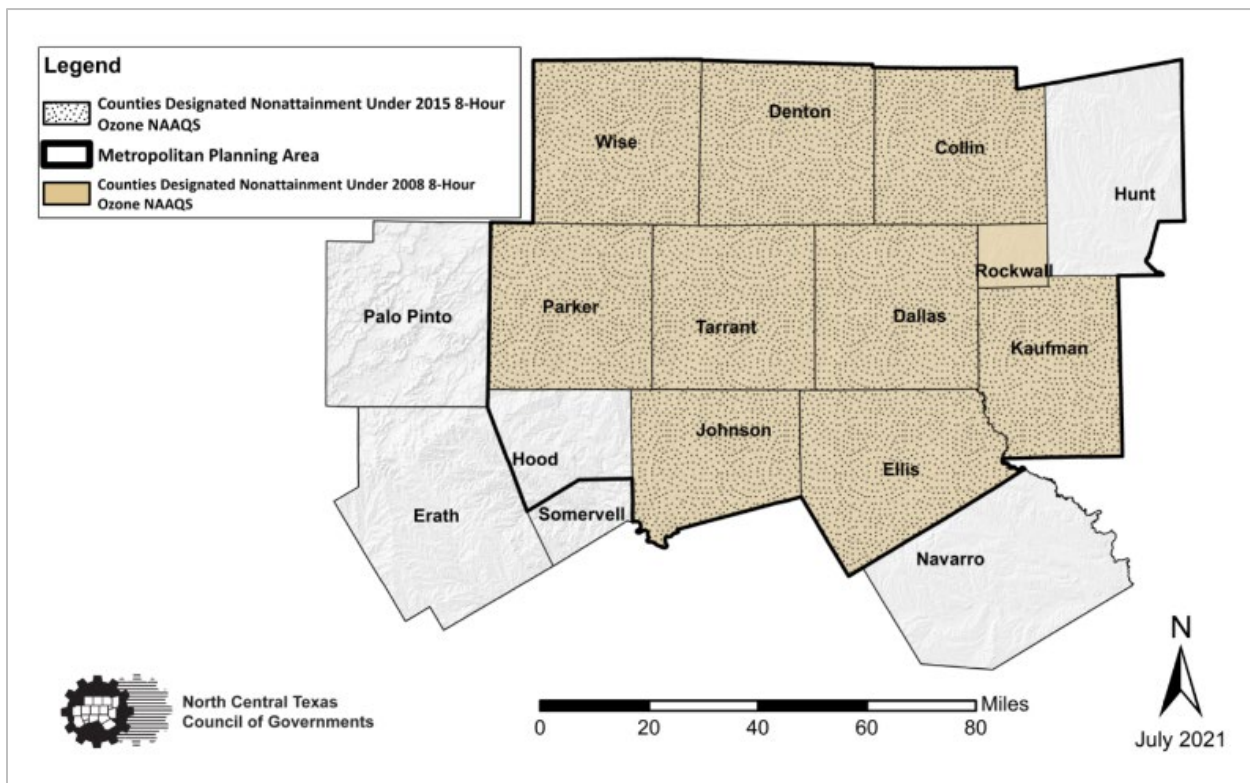 Legend
Counties Designated Nonattainment Under 2015 8-Hour
Ozone NAAQS
Metropolitan Planning Area
Counties Designated Nonattainment Under 2008 8-Hour
Ozone NAAQS
Wise
Denton
Collin
Hunt
Palo Pinto
Parker
Tarrant
Dallas
Rockwall
Kaufman
Hood
Johnson
Ellis
Erath
Somervell
Navarro
North Central Texas
Council of Governments
Miles
0 20 40 60 80
N
July 2021